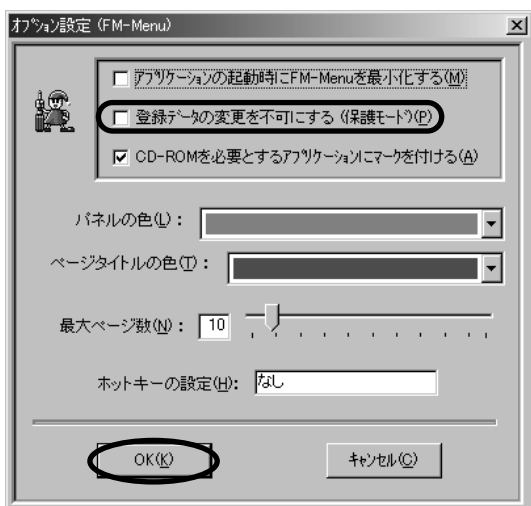 ｵﾌﾟｼｮﾝ設定 (FM-Menu)
ｱﾌﾟﾘｹｰｼｮﾝの起動時にFM-Menuを最小化する(M)
登録ﾃﾞｰﾀの変更を不可にする (保護ﾓｰﾄﾞ)(P)
CD-ROMを必要とするｱﾌﾟﾘｹｰｼｮﾝにﾏｰｸを付ける(A)
パネルの色(L)：
ページタイトルの色(T)：
最大ページ数(N)： 10
ホットキーの設定(H): なし
OK(K) ｷｬﾝｾﾙ(C)